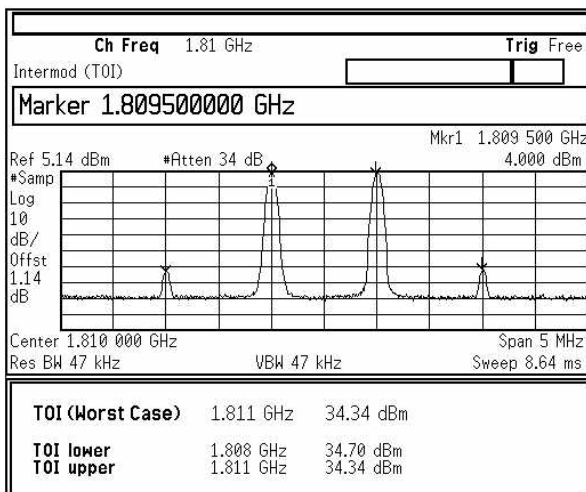 Ch Freq 1.81 GHz Trig Free
Intermod (TOI)
Marker 1.809500000 GHz
Mkr1 1.809 500 GHz
Ref 5.14 dBm #Atten 34 dB 4.000 dBm
#Samp
Log
10
dB/
Offst
1.14
dB
1
Center 1.810 000 GHz Span 5 MHz
Res BW 47 kHz VBW 47 kHz Sweep 8.64 ms
TOI (Worst Case) 1.811 GHz 34.34 dBm
TOI lower 1.808 GHz 34.70 dBm
TOI upper 1.811 GHz 34.34 dBm